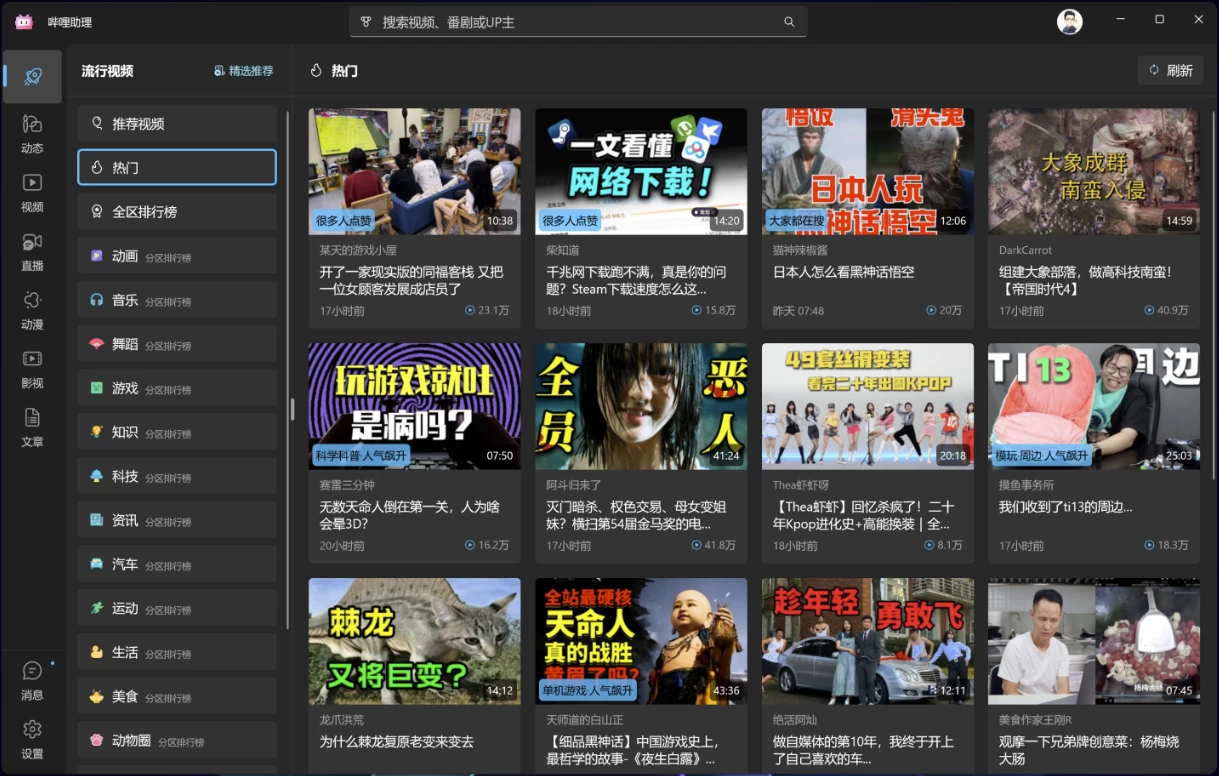 哔哩助理
搜索视频、番剧或UP主
流行视频
精选推荐
热门
刷新
动态
视频
直播
动漫
影视
文章
消息
设置
推荐视频
热门
全区排行榜
动画 分区排行榜
音乐 分区排行榜
舞蹈 分区排行榜
游戏 分区排行榜
知识 分区排行榜
科技 分区排行榜
资讯 分区排行榜
汽车 分区排行榜
运动 分区排行榜
生活 分区排行榜
美食 分区排行榜
动物圈 分区排行榜
很多人点赞
10:38
某天的游戏小屋
开了一家现实版的同福客栈 又把
一位女顾客发展成店员了
17小时前 23.1万
一文看懂
网络下载！
很多人点赞
14:20
柴知道
千兆网下载跑不满，真是你的问
题？Steam下载速度怎么这...
18小时前 15.8万
悟饭 滑头鬼
日本人玩
神话悟空
大家都在搜
12:06
猫神辣椒酱
日本人怎么看黑神话悟空
昨天 07:48 20万
大象成群
南蛮入侵
14:59
DarkCarrot
组建大象部落，做高科技南蛮！
【帝国时代4】
17小时前 40.9万
玩游戏就吐
是病吗？
科学科普·人气飙升
07:50
赛雷三分钟
无数天命人倒在第一关，人为啥
会晕3D？
20小时前 16.2万
全员恶人
41:24
阿斗归来了
灭门暗杀、权色交易、母女变姐
妹？横扫第54届金马奖的电...
17小时前 41.8万
49套丝滑变装
看完二十年出圈KPOP
20:18
Thea虾虾呀
【Thea虾虾】回忆杀疯了！二十
年Kpop进化史+高能换装 | 全...
18小时前 8.1万
TI 13 周边
模玩·周边·人气飙升
25:03
摸鱼事务所
我们收到了ti13的周边...
17小时前 18.3万
棘龙
又将巨变？
14:12
龙爪洪荒
为什么棘龙复原老变来变去
全站最硬核
天命人
真的战胜
黄眉了吗？
单机游戏·人气飙升
43:36
天师道的白山正
【细品黑神话】中国游戏史上，
最哲学的故事-《夜生白露》...
趁年轻 勇敢飞
12:11
绝活阿灿
做自媒体的第10年，我终于开上
了自己喜欢的车...
杨梅大肠
07:45
美食作家王刚R
观摩一下兄弟牌创意菜：杨梅烧
大肠